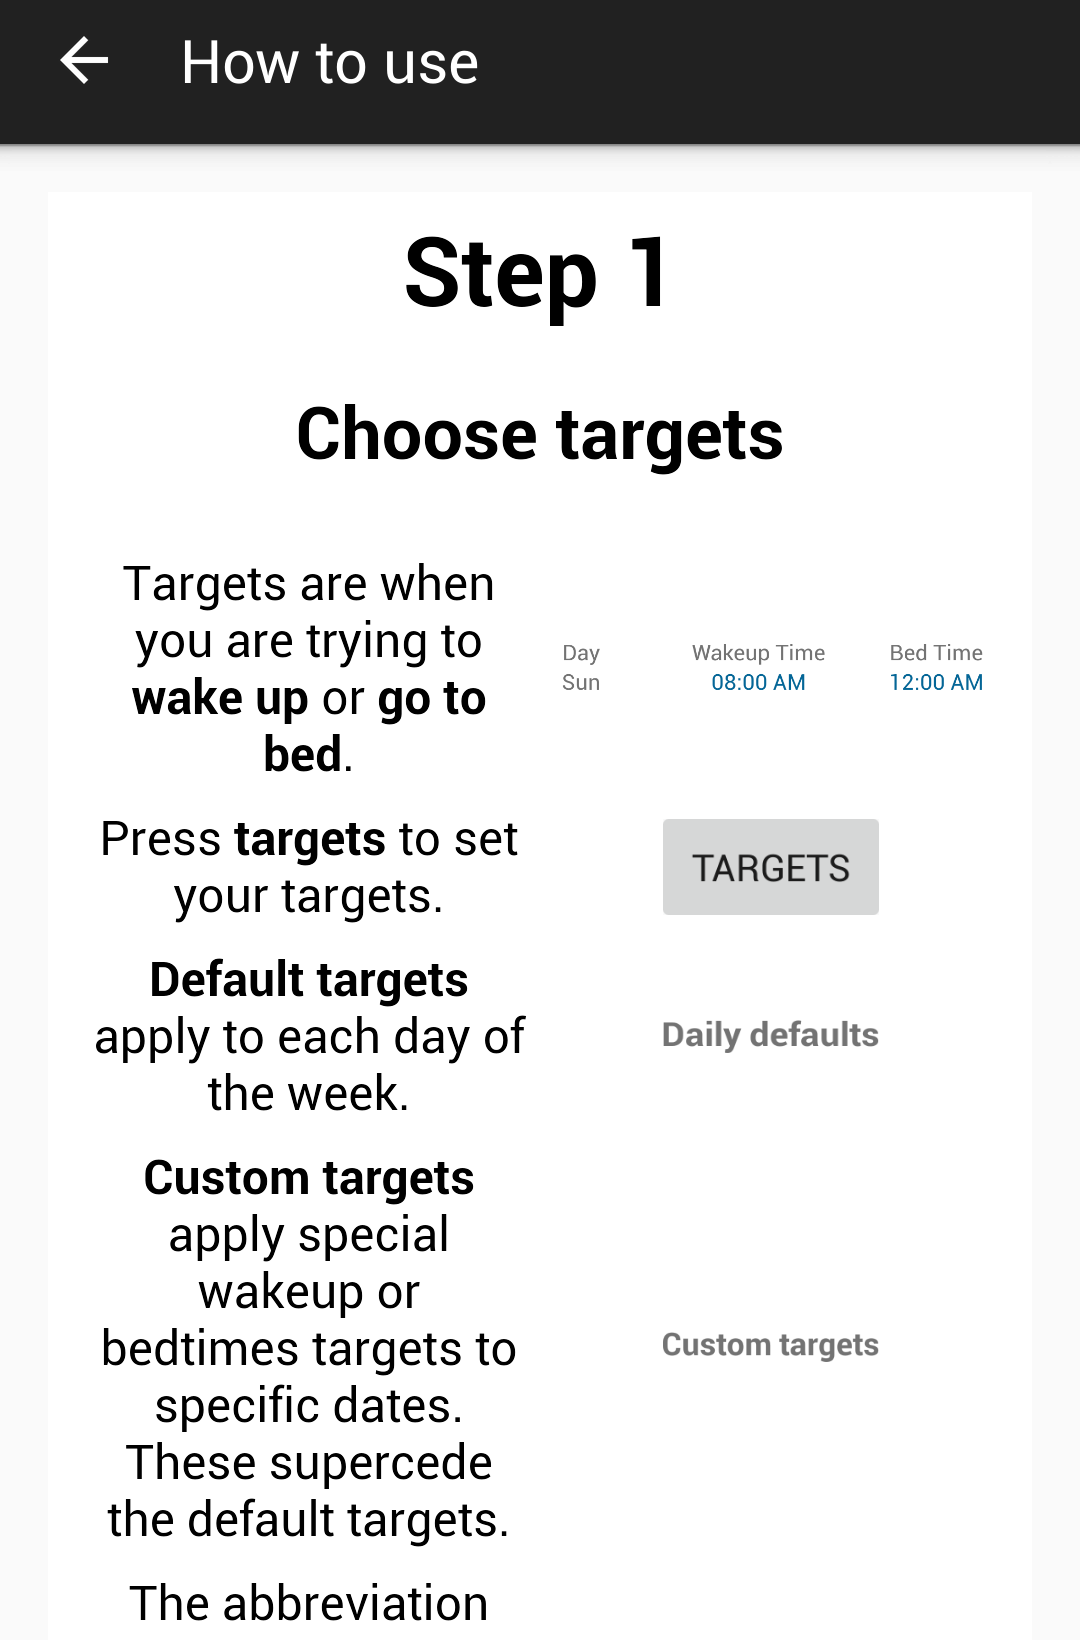 How to use
Step 1
Choose targets
Targets are when
you are trying to
wake up or go to
bed.
Day Wakeup Time Bed Time
Sun 08:00 AM 12:00 AM
Press targets to set
your targets.
TARGETS
Default targets
apply to each day of
the week.
Daily defaults
Custom targets
apply special
wakeup or
bedtimes targets to
specific dates.
These supercede
the default targets.
Custom targets
The abbreviation